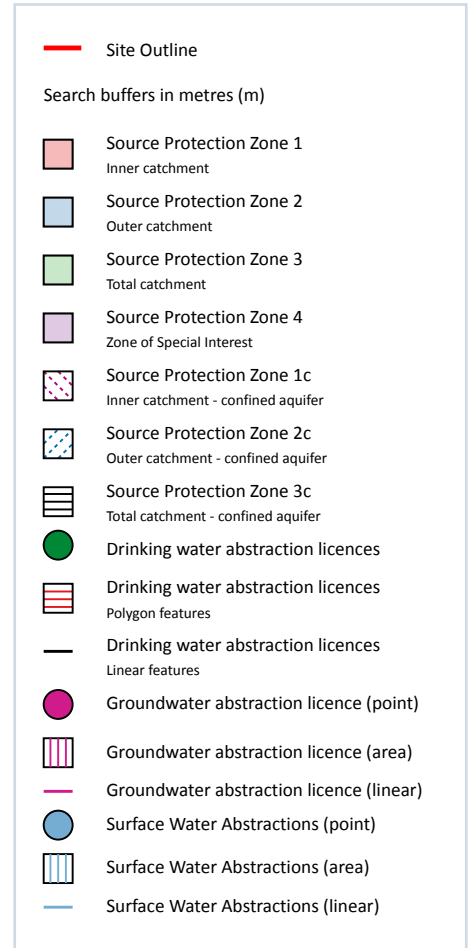 Site Outline
Search buffers in metres (m)
Source Protection Zone 1
Inner catchment
Source Protection Zone 2
Outer catchment
Source Protection Zone 3
Total catchment
Source Protection Zone 4
Zone of Special Interest
Source Protection Zone 1c
Inner catchment - confined aquifer
Source Protection Zone 2c
Outer catchment - confined aquifer
Source Protection Zone 3c
Total catchment - confined aquifer
Drinking water abstraction licences
Drinking water abstraction licences
Polygon features
Drinking water abstraction licences
Linear features
Groundwater abstraction licence (point)
Groundwater abstraction licence (area)
Groundwater abstraction licence (linear)
Surface Water Abstractions (point)
Surface Water Abstractions (area)
Surface Water Abstractions (linear)